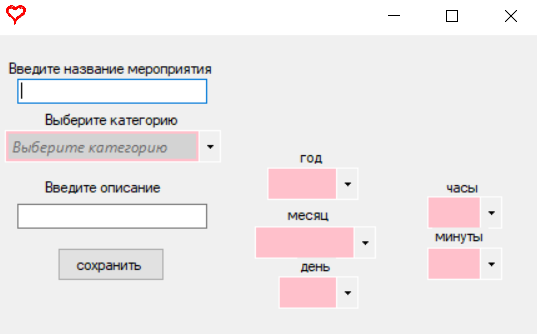 Введите название мероприятия
Выберите категорию
Выберите категорию
Введите описание
сохранить
год
месяц
день
часы
минуты